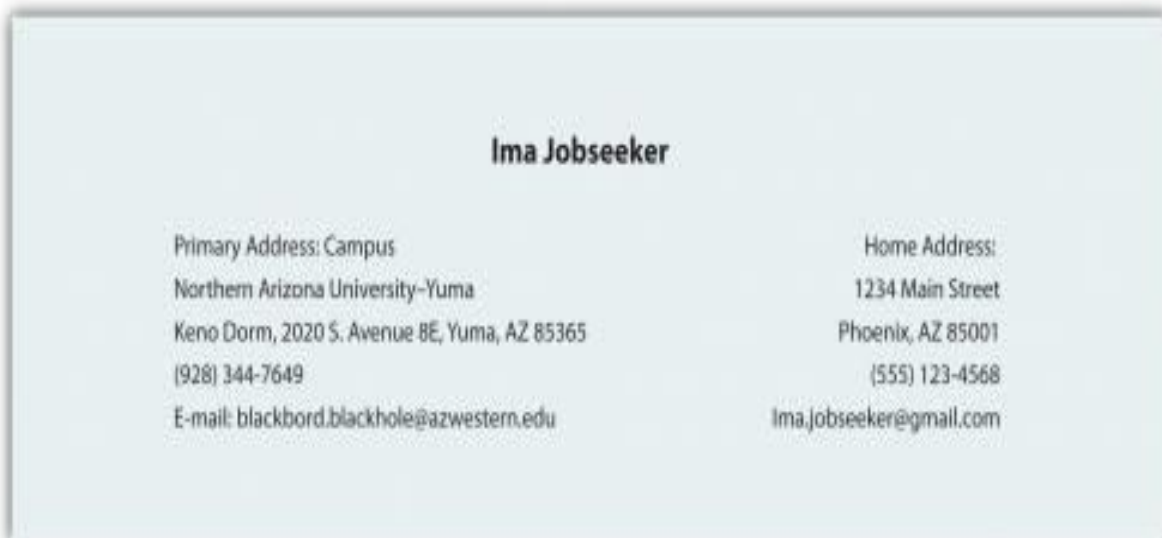 Ima Jobseeker
Primary Address: Campus
Northern Arizona University–Yuma
Keno Dorm, 2020 S. Avenue 8E, Yuma, AZ 85365
(928) 344-7649
E-mail: blackbord.blackhole@azwestern.edu
Home Address:
1234 Main Street
Phoenix, AZ 85001
(555) 123-4568
Ima.Jobseeker@gmail.com